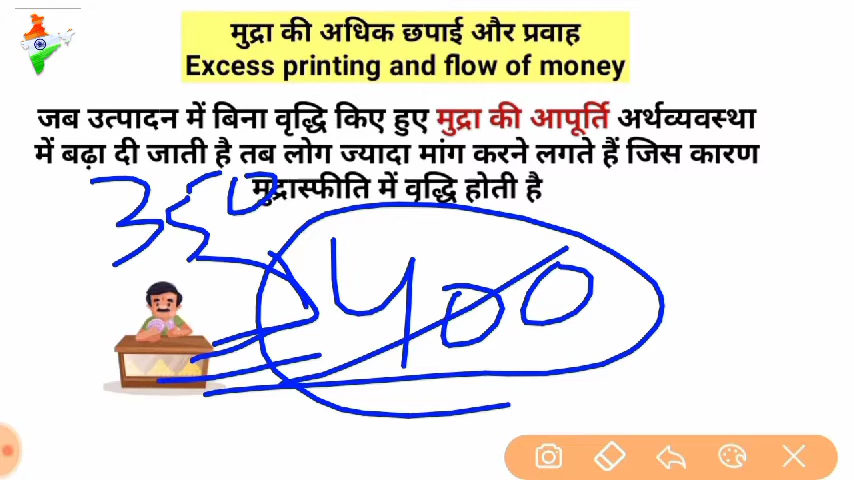 मुद्रा की अधिक छपाई और प्रवाह
Excess printing and flow of money
जब उत्पादन में बिना वृद्धि किए हुए मुद्रा की आपूर्ति अर्थव्यवस्था
में बढ़ा दी जाती है तब लोग ज्यादा मांग करने लगते हैं जिस कारण
मुद्रास्फीति में वृद्धि होती है
350
400